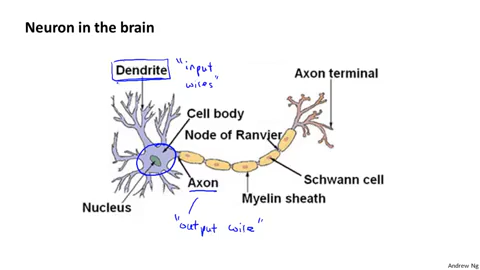 Neuron in the brain
Dendrite "input
wires"
Axon terminal
Cell body
Node of Ranvier
Axon
Schwann cell
Nucleus
Myelin sheath
"output wire"
Andrew Ng